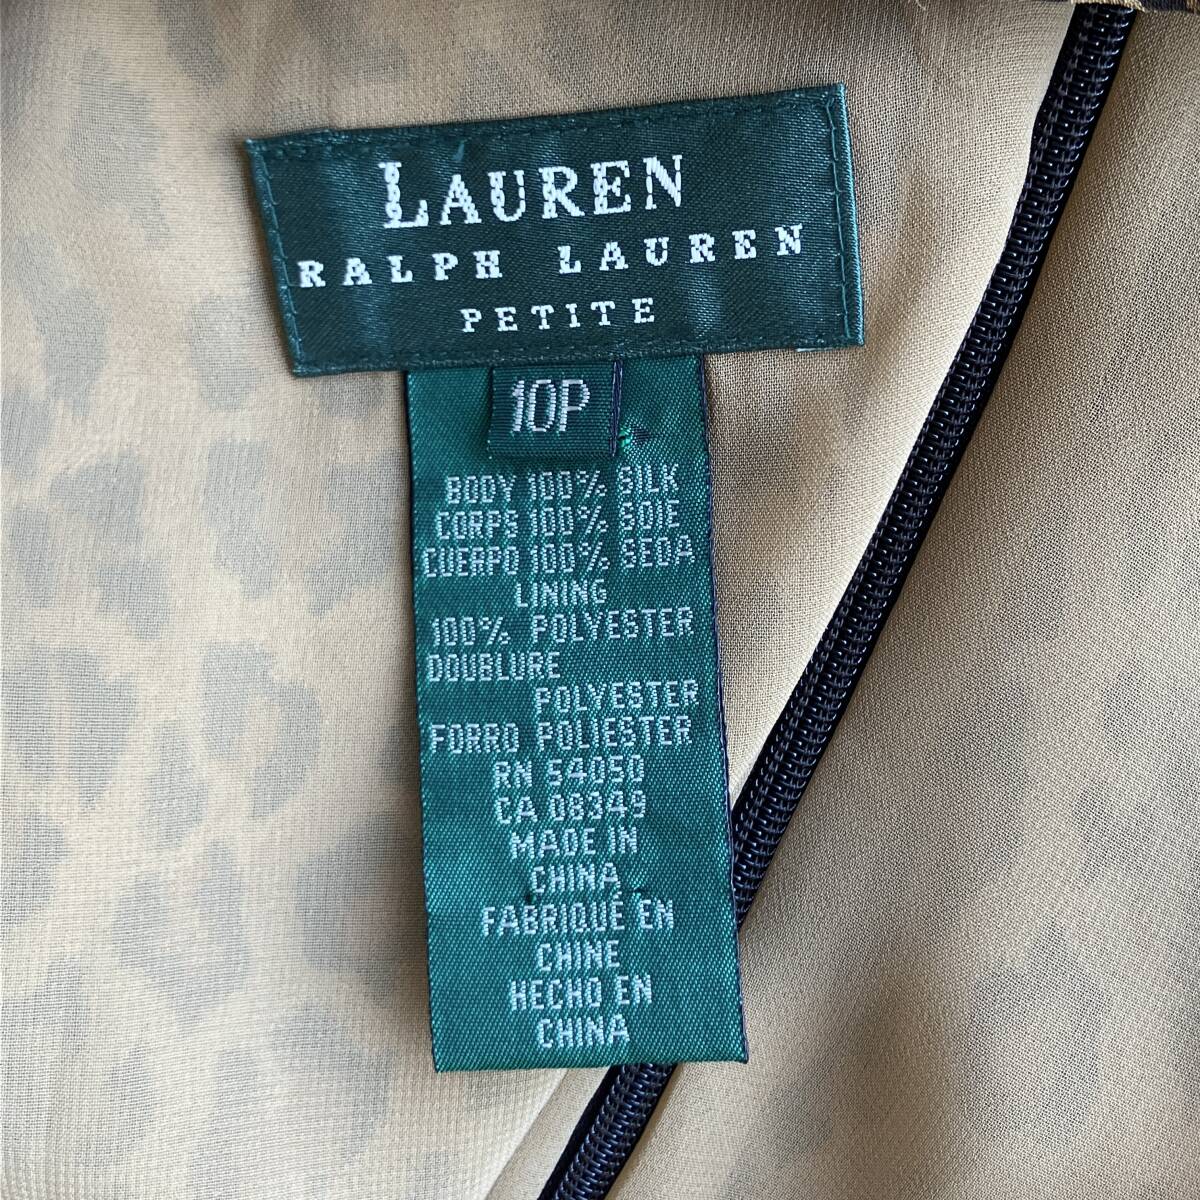 LAUREN
RALPH LAUREN
PETITE
10P
BODY 100% SILK
CORPS 100% SOIE
CUERPO 100% SEDA
LINING
100% POLYESTER
DOUBLURE
POLYESTER
FORRO POLIESTER
RN 54050
CA 08349
MADE IN
CHINA
FABRIQUÉ EN
CHINE
HECHO EN
CHINA